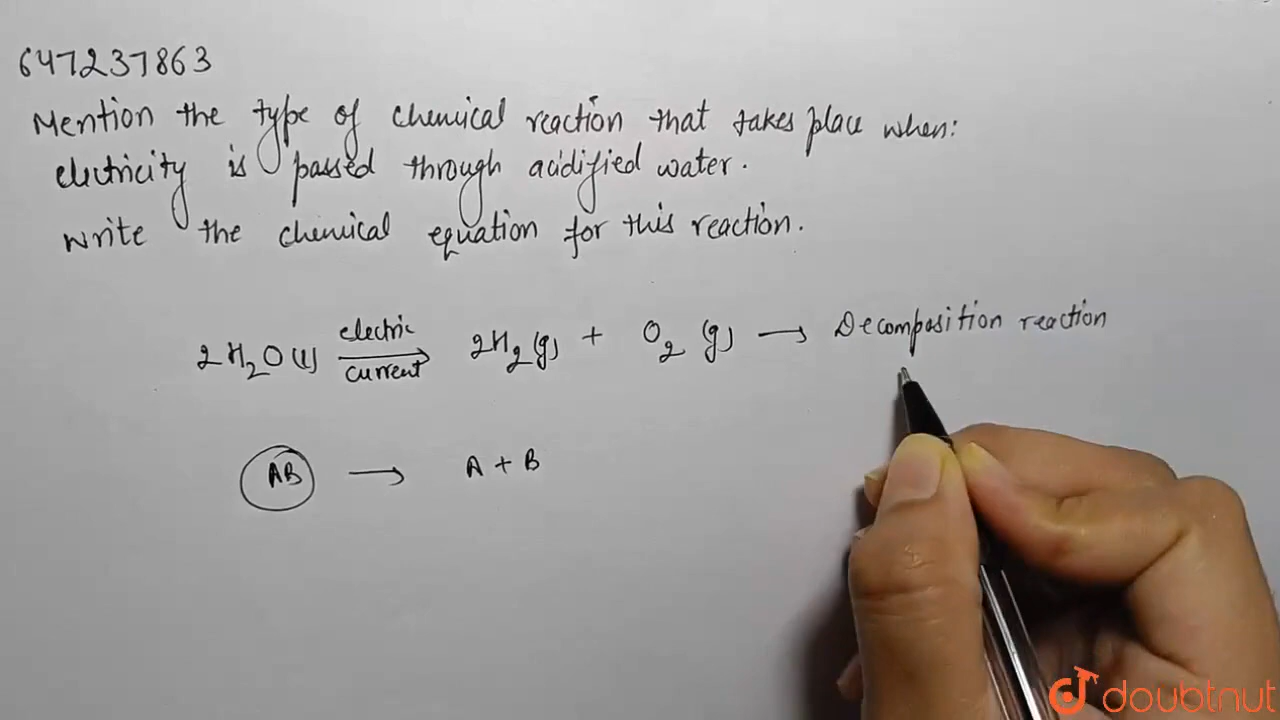 647237863
Mention the type of chemical reaction that takes place when:
electricity is passed through acidified water.
write the chemical equation for this reaction.
2H₂O(l) electric current → 2H₂(g) + O₂ (g) → Decomposition reaction
AB → A + B
doubtnut